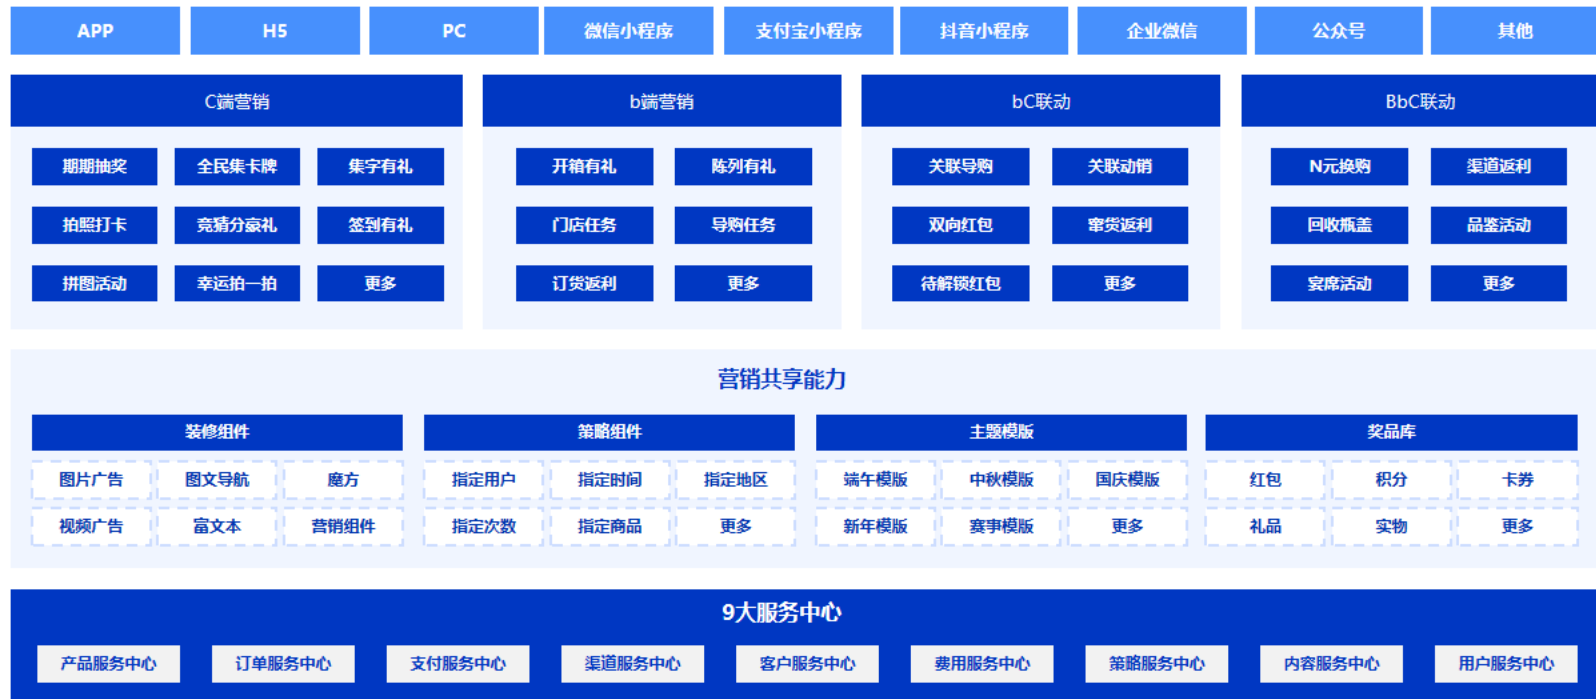 APP H5 PC 微信小程序 支付宝小程序 抖音小程序 企业微信 公众号 其他
C端营销 b端营销 bC联动 BbC联动
期期抽奖 全民集卡牌 集字有礼 开箱有礼 陈列有礼 关联导购 关联动销 N元换购 渠道返利
拍照打卡 竞猜分豪礼 签到有礼 门店任务 导购任务 双向红包 窜货返利 回收瓶盖 品鉴活动
拼图活动 幸运拍一拍 更多 订货返利 更多 待解锁红包 更多 宴席活动 更多
营销共享能力
装修组件 策略组件 主题模版 奖品库
图片广告 图文导航 魔方 指定用户 指定时间 指定地区 端午模版 中秋模版 国庆模版 红包 积分 卡券
视频广告 富文本 营销组件 指定次数 指定商品 更多 新年模版 赛事模版 更多 礼品 实物 更多
9大服务中心
产品服务中心 订单服务中心 支付服务中心 渠道服务中心 客户服务中心 费用服务中心 策略服务中心 内容服务中心 用户服务中心